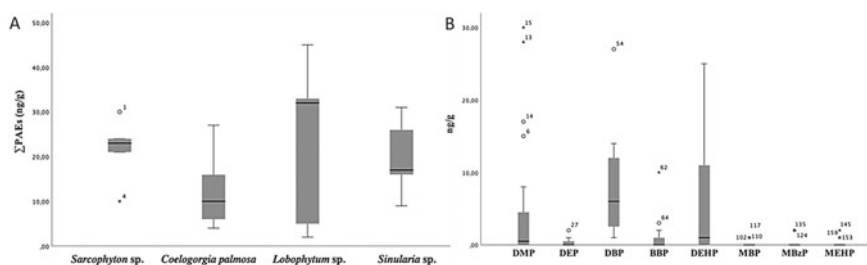 A
50,00
40,00
30,00
20,00
10,00
,00
∑PAEs (ng/g)
1
4
Sarcophyton sp.
Coelogorgia palmosa
Lobophytum sp.
Sinularia sp.
B
30,00
20,00
10,00
,00
ng/g
15
13
14
6
27
54
62
64
117
102
110
135
124
145
159
153
DMP
DEP
DBP
BBP
DEHP
MBP
MBzP
MEHP